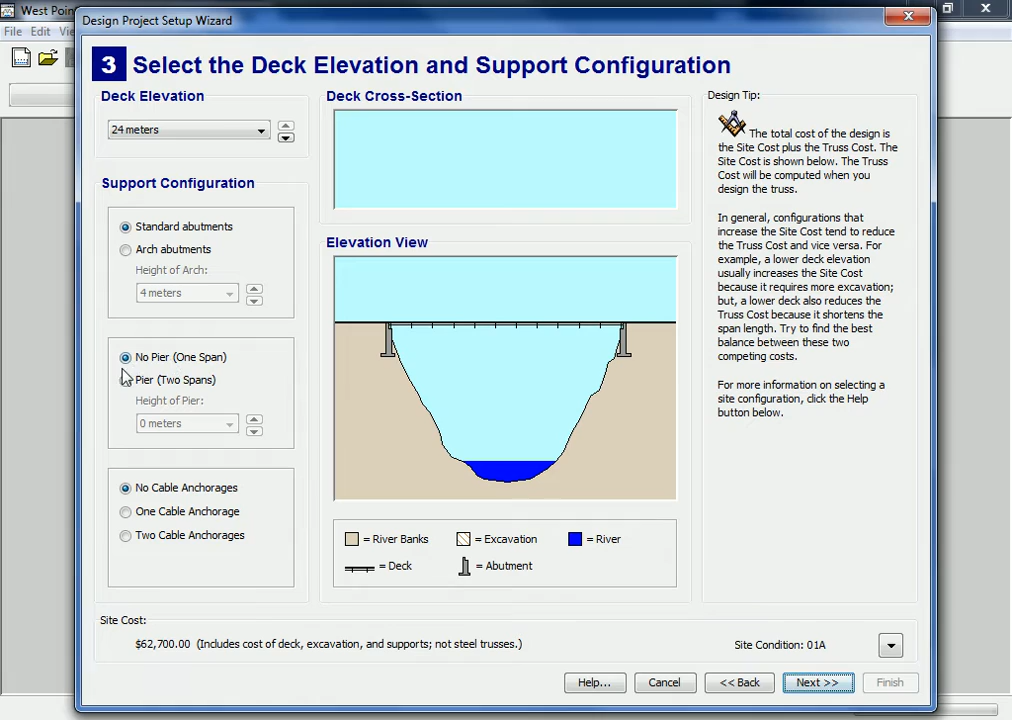 West Poin
Design Project Setup Wizard
File Edit Vi
3 Select the Deck Elevation and Support Configuration
Deck Elevation
24 meters
Support Configuration
Standard abutments
Arch abutments
Height of Arch:
4 meters
No Pier (One Span)
Pier (Two Spans)
Height of Pier:
0 meters
No Cable Anchorages
One Cable Anchorage
Two Cable Anchorages
Deck Cross-Section
Elevation View
= River Banks
= Excavation
= River
= Deck
= Abutment
Design Tip:
The total cost of the design is
the Site Cost plus the Truss Cost. The
Site Cost is shown below. The Truss
Cost will be computed when you
design the truss.
In general, configurations that
increase the Site Cost tend to reduce
the Truss Cost and vice versa. For
example, a lower deck elevation
usually increases the Site Cost
because it requires more excavation;
but, a lower deck also reduces the
Truss Cost because it shortens the
span length. Try to find the best
balance between these two
competing costs.
For more information on selecting a
site configuration, click the Help
button below.
Site Cost:
$62,700.00 (Includes cost of deck, excavation, and supports; not steel trusses.)
Site Condition: 01A
Help... Cancel << Back Next >> Finish